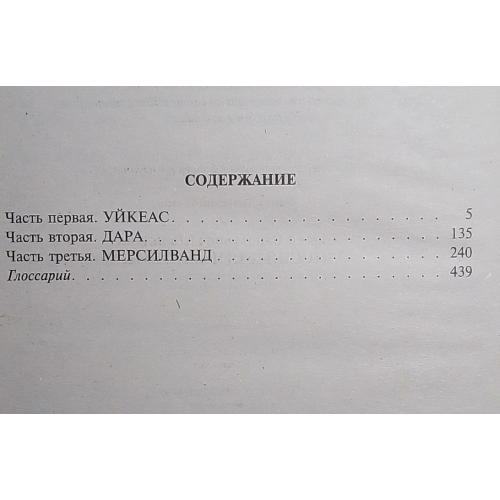 СОДЕРЖАНИЕ
Часть первая. УЙКЕАС. . . . . . . . . . . . . . . . . . 5
Часть вторая. ДАРА. . . . . . . . . . . . . . . . . . . . 135
Часть третья. МЕРСИЛВАНД . . . . . . . . . . . . . . 240
Глоссарий. . . . . . . . . . . . . . . . . . . . . . . . . 439